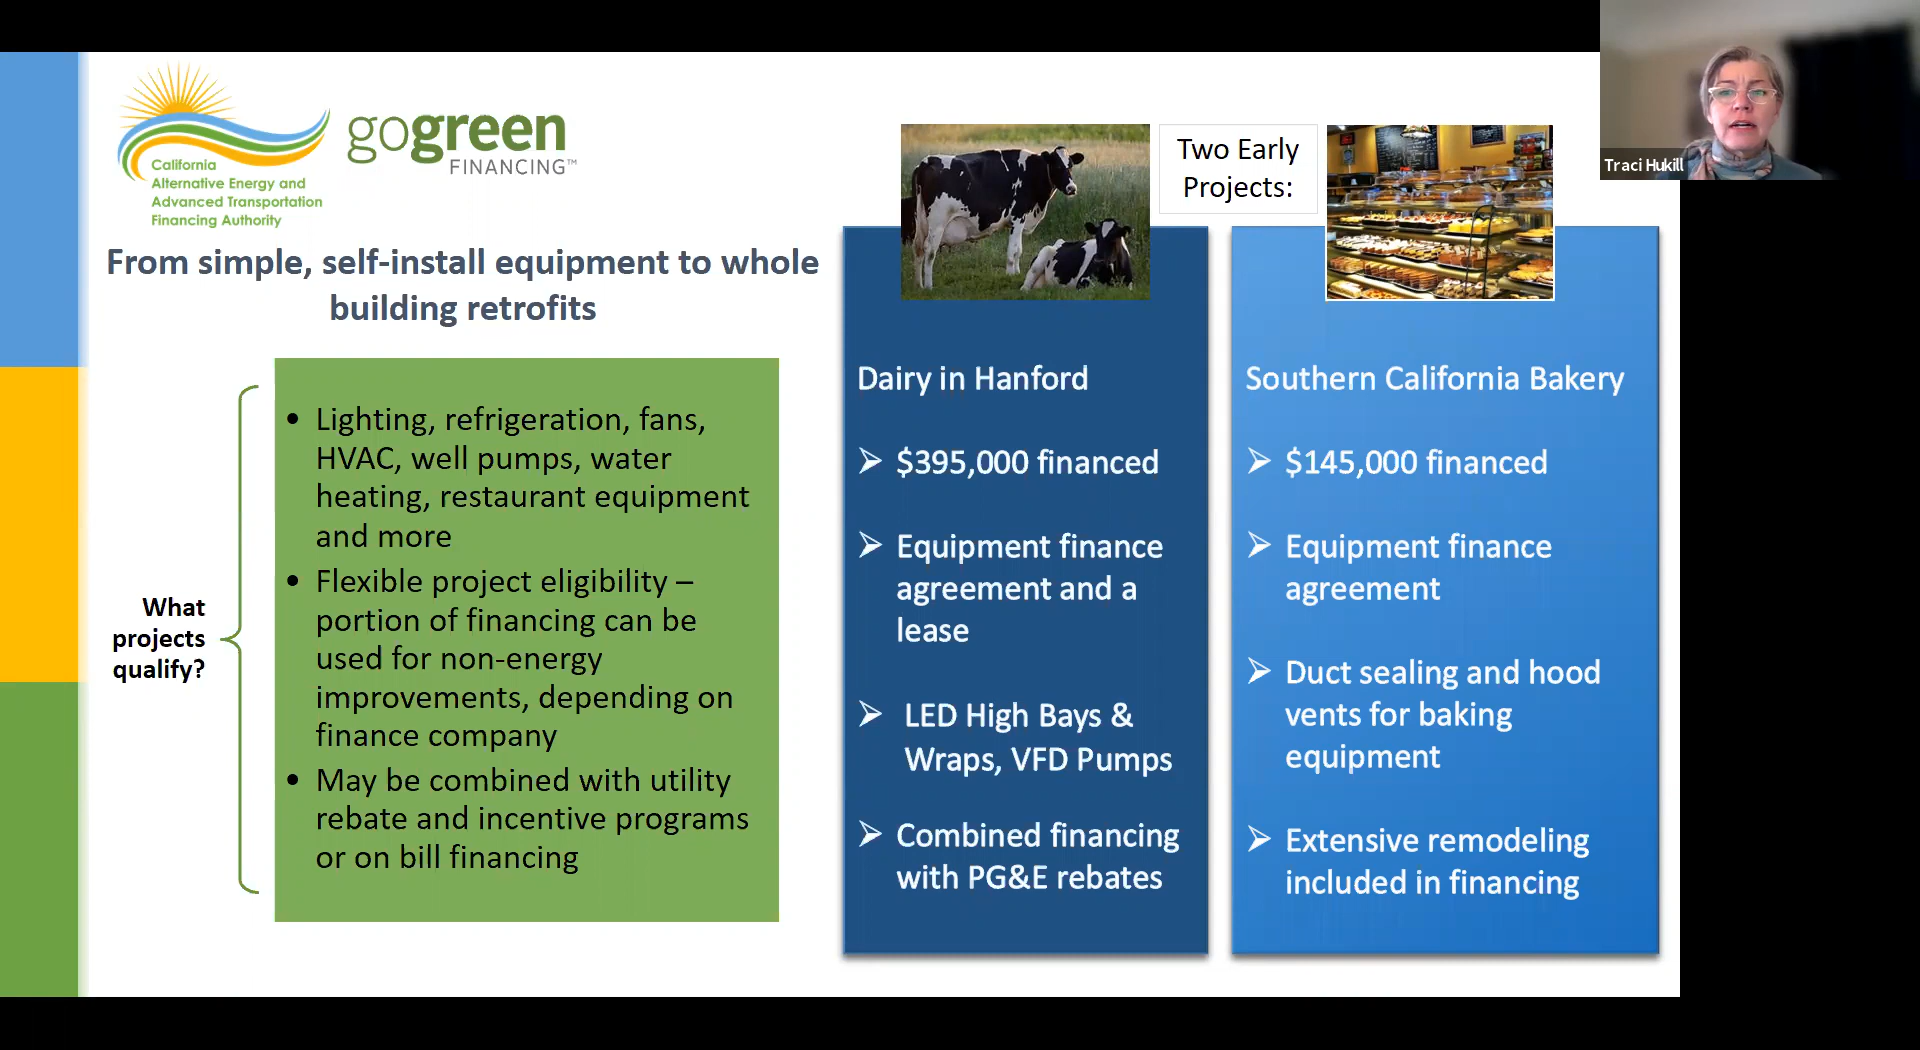 California
Alternative Energy and
Advanced Transportation
Financing Authority
gogreen
FINANCING™
From simple, self-install equipment to whole
building retrofits
What
projects
qualify?
• Lighting, refrigeration, fans,
HVAC, well pumps, water
heating, restaurant equipment
and more
• Flexible project eligibility –
portion of financing can be
used for non-energy
improvements, depending on
finance company
• May be combined with utility
rebate and incentive programs
or on bill financing
Two Early
Projects:
Dairy in Hanford
➢ $395,000 financed
➢ Equipment finance
agreement and a
lease
➢ LED High Bays &
Wraps, VFD Pumps
➢ Combined financing
with PG&E rebates
Southern California Bakery
➢ $145,000 financed
➢ Equipment finance
agreement
➢ Duct sealing and hood
vents for baking
equipment
➢ Extensive remodeling
included in financing
Traci Hukill